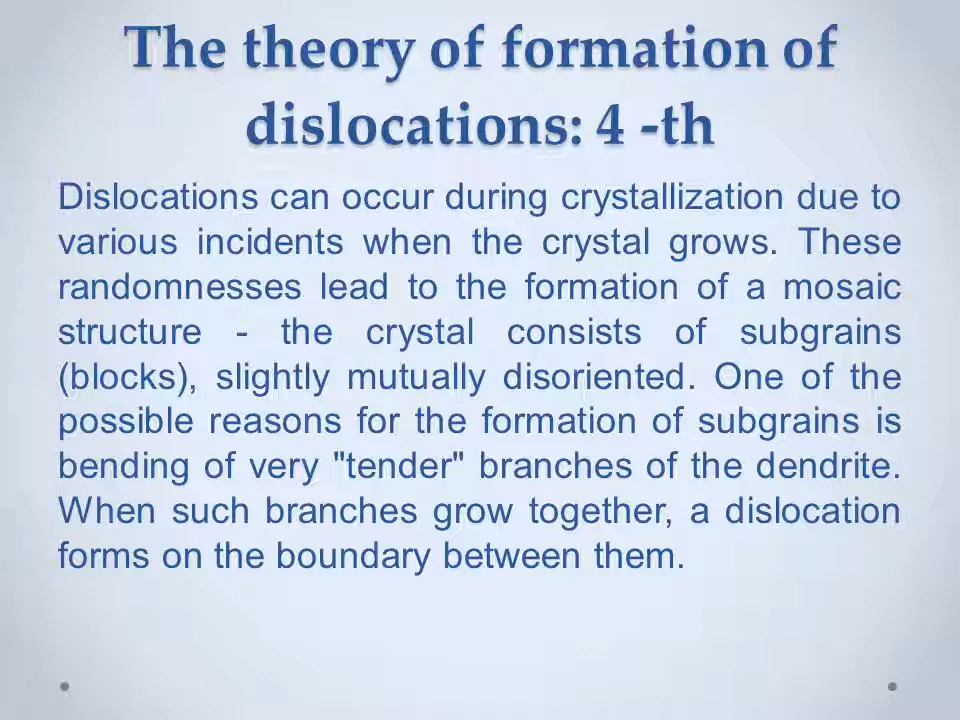 The theory of formation of
dislocations: 4 -th
Dislocations can occur during crystallization due to
various incidents when the crystal grows. These
randomnesses lead to the formation of a mosaic
structure - the crystal consists of subgrains
(blocks), slightly mutually disoriented. One of the
possible reasons for the formation of subgrains is
bending of very "tender" branches of the dendrite.
When such branches grow together, a dislocation
forms on the boundary between them.